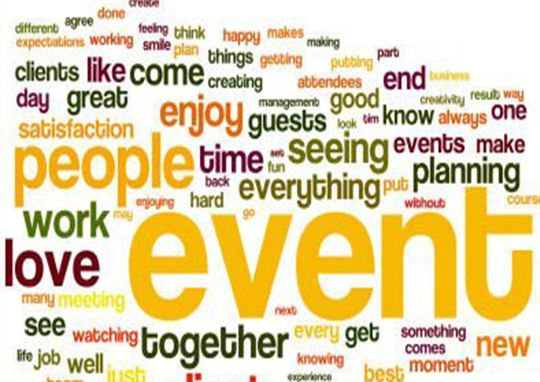 create
different agree done feeling think happy makes
expectations working smile plan things getting making
clients like come creating putting part
day great attendees end business
enjoy management good creativity result way
satisfaction guests look tim know always one
people time set fun seeing events make
back everything put planning
work may enjoying hard go without course
love event
many meeting next
see watching together every get something new
life job well just knowing comes moment
experience best